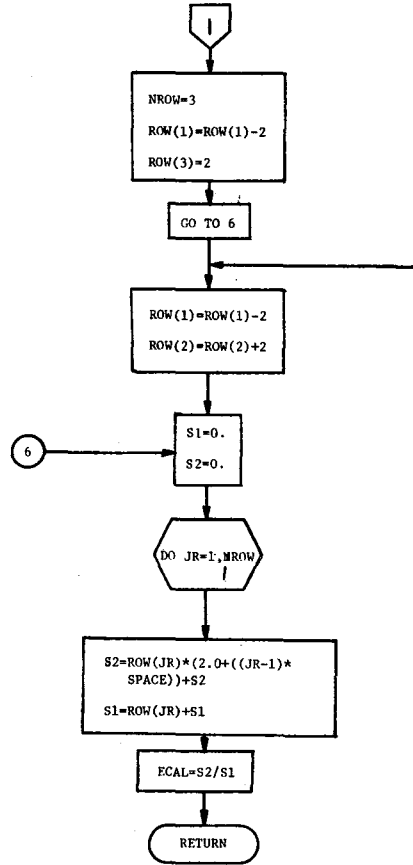 1
NROW=3
ROW(1)=ROW(1)-2
ROW(3)=2
GO TO 6
ROW(1)=ROW(1)-2
ROW(2)=ROW(2)+2
S1=0.
6
S2=0.
DO JR=1,NROW
1
S2=ROW(JR)*(2.0+((JR-1)*
SPACE))+S2
S1=ROW(JR)+S1
ECAL=S2/S1
RETURN